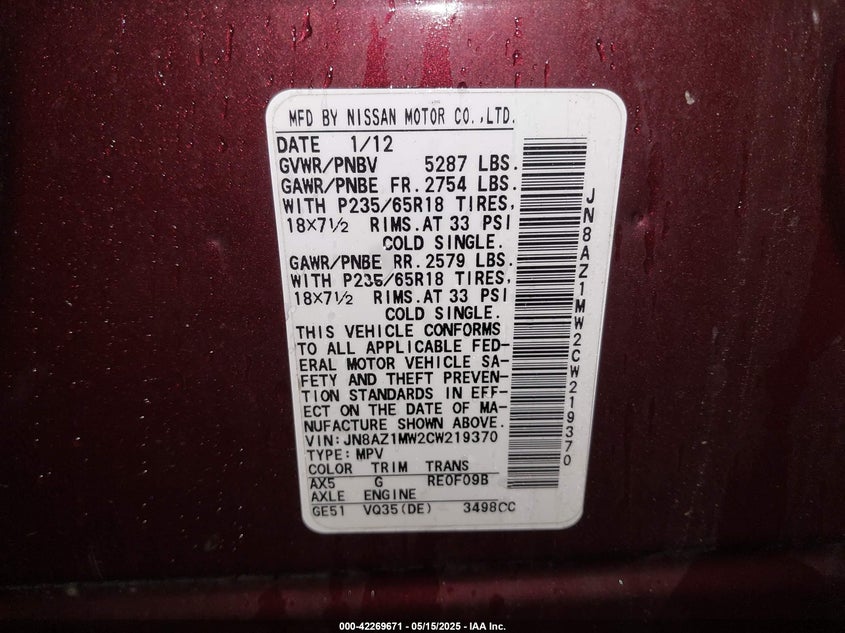 MFD BY NISSAN MOTOR CO.,LTD.
DATE 1/12
GVWR/PNBV 5287 LBS.
GAWR/PNBE FR. 2754 LBS.
WITH P235/65R18 TIRES,
18×7½ RIMS.AT 33 PSI
COLD SINGLE.
GAWR/PNBE RR. 2579 LBS.
WITH P235/65R18 TIRES,
18×7½ RIMS.AT 33 PSI
COLD SINGLE.
THIS VEHICLE CONFORMS
TO ALL APPLICABLE FED-
ERAL MOTOR VEHICLE SA-
FETY AND THEFT PREVEN-
TION STANDARDS IN EFF-
ECT ON THE DATE OF MA-
NUFACTURE SHOWN ABOVE.
VIN:JN8AZ1MW2CW219370
TYPE:MPV
COLOR TRIM TRANS
AX5 G RE0F09B
AXLE ENGINE
GE51 VQ35(DE) 3498CC
JN8AZ1MW2CW219370
000-42269671 - 05/15/2025 - IAA Inc.